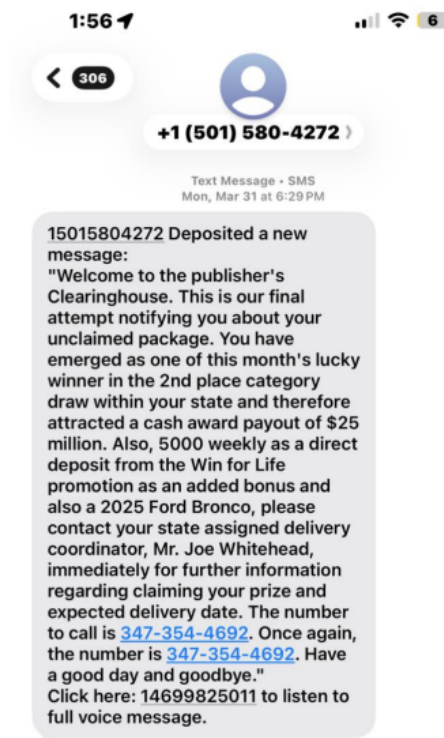 1:56
6
306
+1 (501) 580-4272
Text Message • SMS
Mon, Mar 31 at 6:29 PM
15015804272 Deposited a new
message:
"Welcome to the publisher's
Clearinghouse. This is our final
attempt notifying you about your
unclaimed package. You have
emerged as one of this month's lucky
winner in the 2nd place category
draw within your state and therefore
attracted a cash award payout of $25
million. Also, 5000 weekly as a direct
deposit from the Win for Life
promotion as an added bonus and
also a 2025 Ford Bronco, please
contact your state assigned delivery
coordinator, Mr. Joe Whitehead,
immediately for further information
regarding claiming your prize and
expected delivery date. The number
to call is 347-354-4692. Once again,
the number is 347-354-4692. Have
a good day and goodbye."
Click here: 14699825011 to listen to
full voice message.